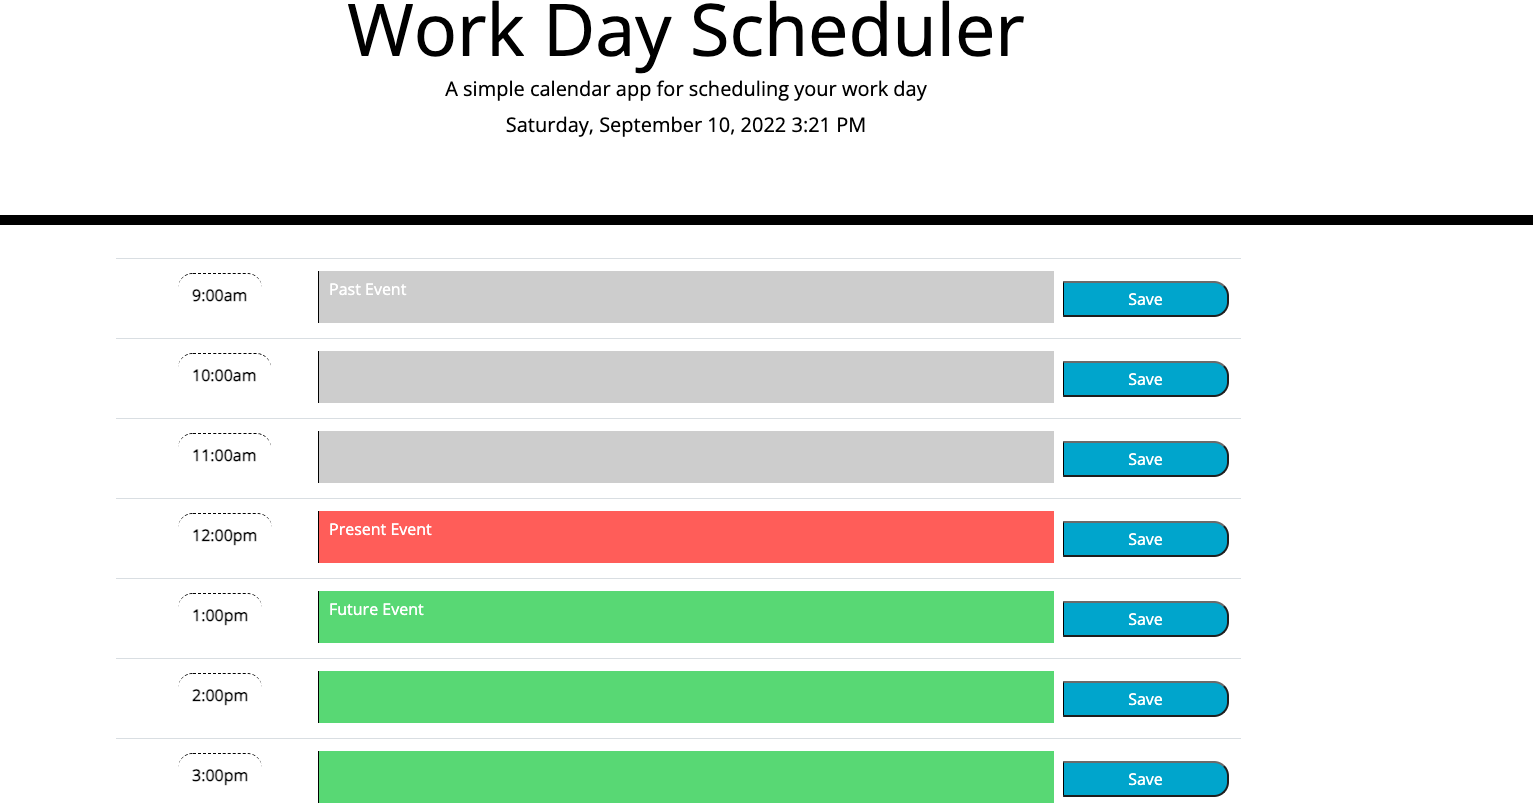 Work Day Scheduler
A simple calendar app for scheduling your work day
Saturday, September 10, 2022 3:21 PM
9:00am Past Event Save
10:00am Save
11:00am Save
12:00pm Present Event Save
1:00pm Future Event Save
2:00pm Save
3:00pm Save